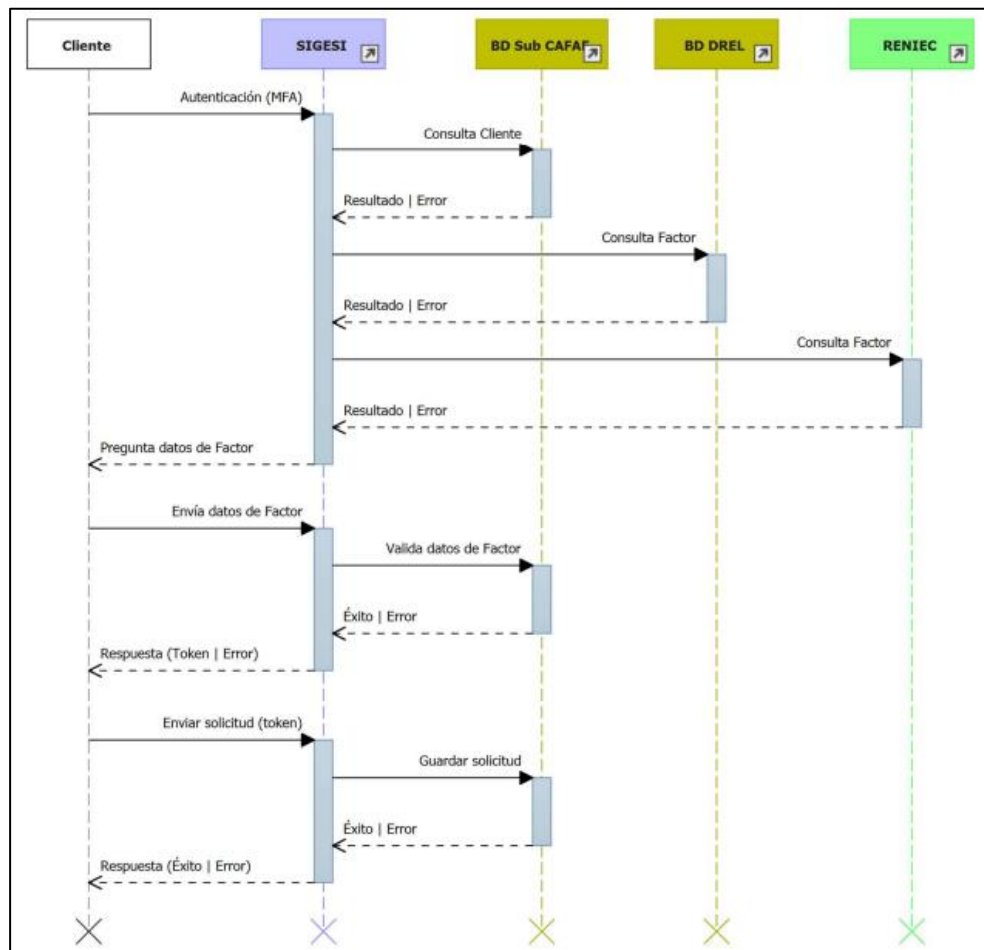 Cliente
SIGESI
BD Sub CAFAE
BD DREL
RENIEC
Autenticación (MFA)
Consulta Cliente
Resultado | Error
Consulta Factor
Resultado | Error
Consulta Factor
Resultado | Error
Pregunta datos de Factor
Envía datos de Factor
Valida datos de Factor
Éxito | Error
Respuesta (Token | Error)
Enviar solicitud (token)
Guardar solicitud
Éxito | Error
Respuesta (Éxito | Error)